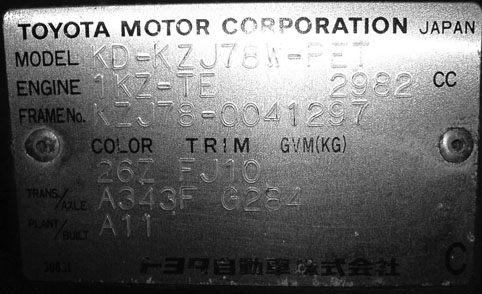 TOYOTA MOTOR CORPORATION JAPAN
MODEL KD-KZJ78W-PET
ENGINE 1KZ-TE 2982 CC
FRAME No. KZJ78-0041297
COLOR TRIM GVM(KG)
26Z FJ10
TRANS/AXLE A343F G284
PLANT/BUILT A11
トヨタ自動車株式会社 C